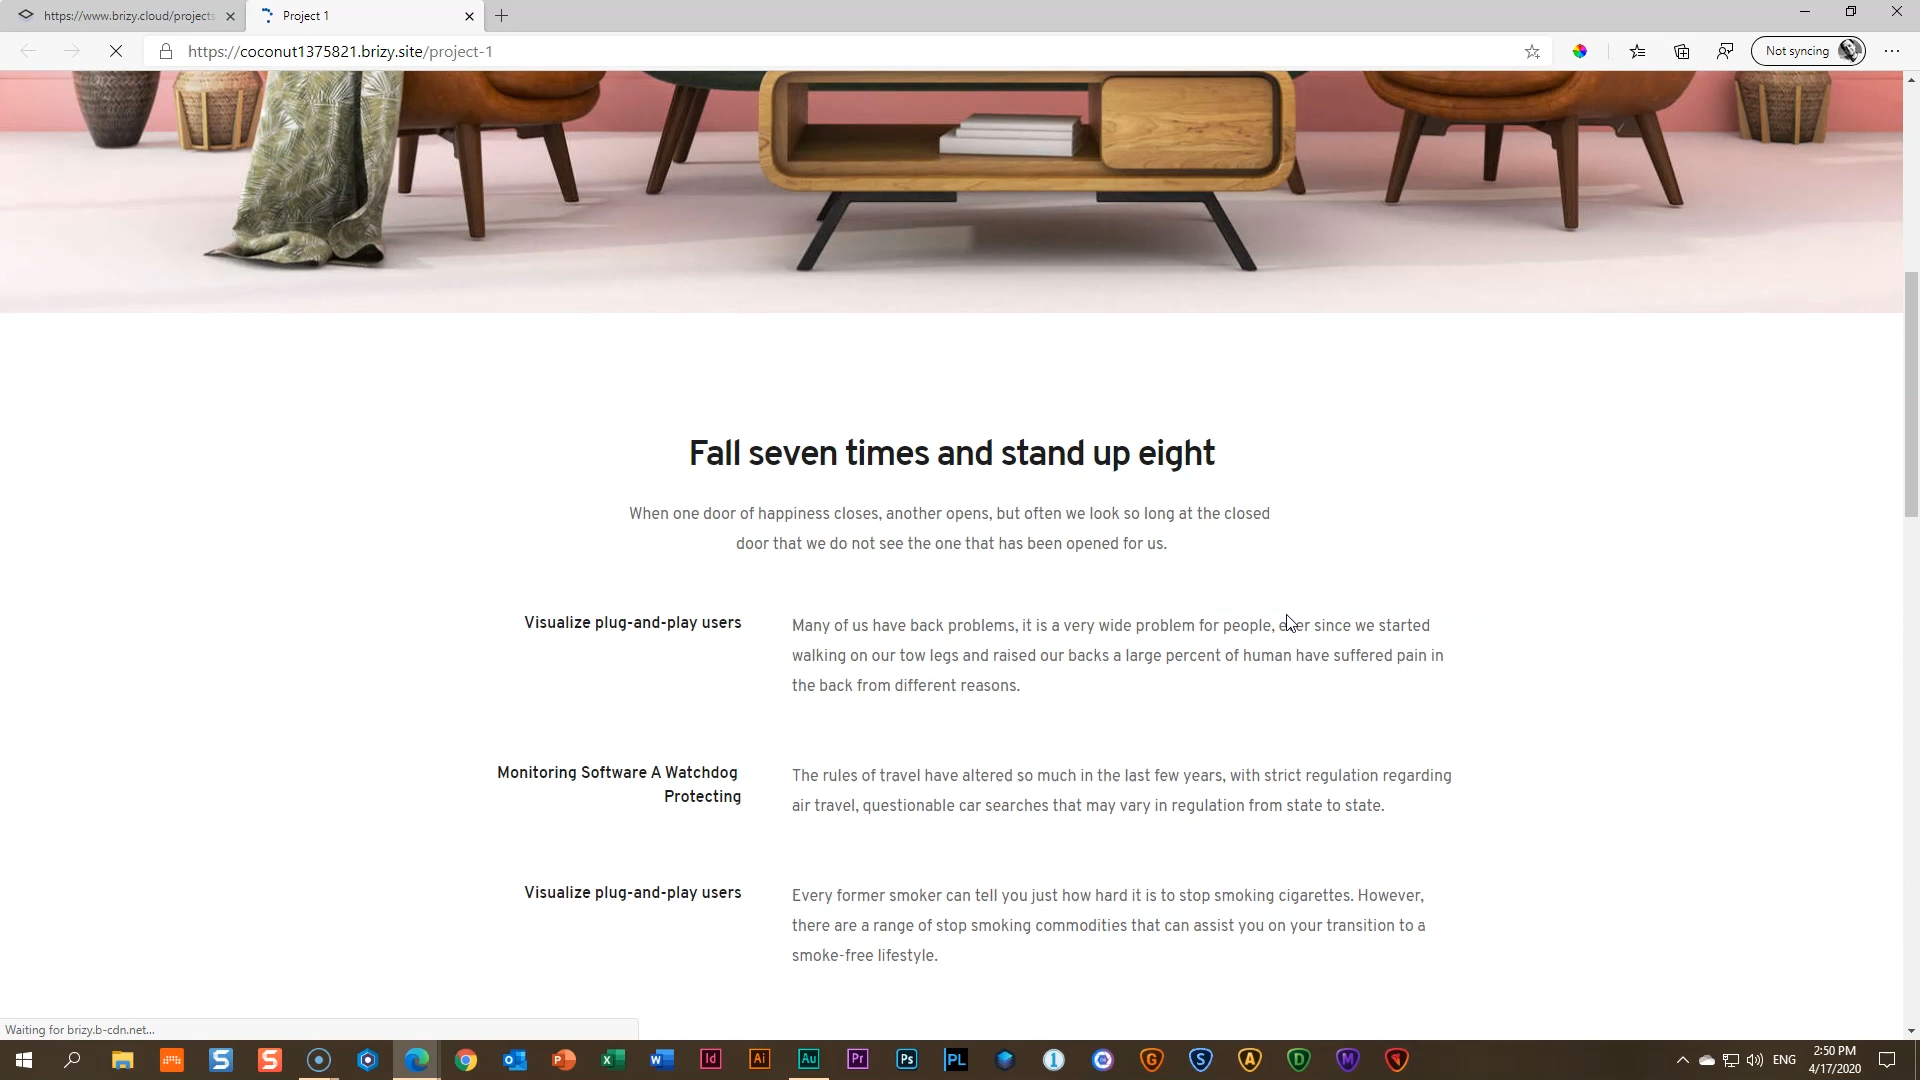 https://www.brizy.cloud/projects
Project 1
https://coconut1375821.brizy.site/project-1
Not syncing
Fall seven times and stand up eight
When one door of happiness closes, another opens, but often we look so long at the closed
door that we do not see the one that has been opened for us.
Visualize plug-and-play users
Many of us have back problems, it is a very wide problem for people, ever since we started
walking on our tow legs and raised our backs a large percent of human have suffered pain in
the back from different reasons.
Monitoring Software A Watchdog
Protecting
The rules of travel have altered so much in the last few years, with strict regulation regarding
air travel, questionable car searches that may vary in regulation from state to state.
Visualize plug-and-play users
Every former smoker can tell you just how hard it is to stop smoking cigarettes. However,
there are a range of stop smoking commodities that can assist you on your transition to a
smoke-free lifestyle.
Waiting for brizy.b-cdn.net...
S S P X W Id Ai Au Pr Ps PL 1 G S A D M
ENG
2:50 PM
4/17/2020